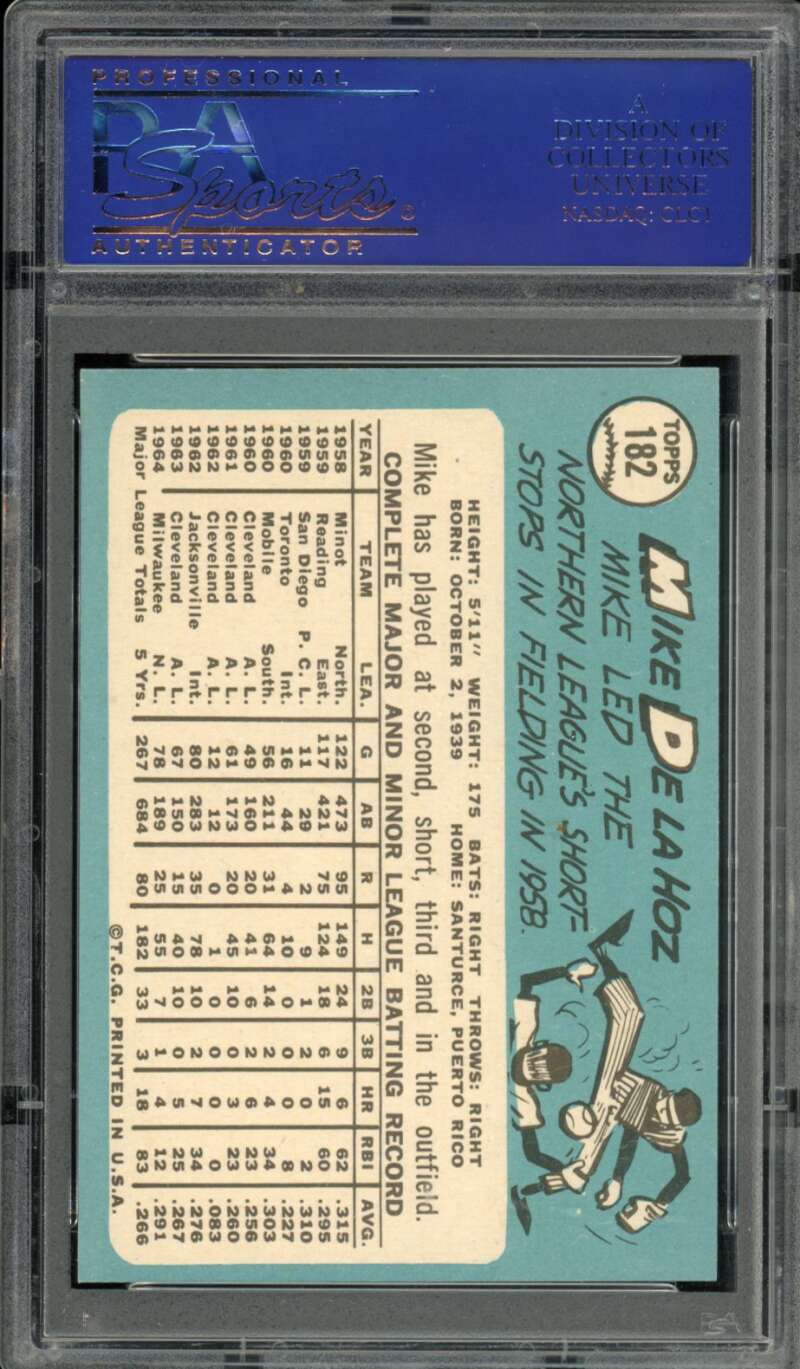 PROFESSIONAL
PSA
Sports®
AUTHENTICATOR
A
DIVISION OF
COLLECTORS
UNIVERSE
NASDAQ: CLCT
TOPPS
182
MIKE DE LA HOZ
MIKE LED THE
NORTHERN LEAGUE'S SHORT-
STOPS IN FIELDING IN 1958.
HEIGHT: 5'11" WEIGHT: 175 BATS: RIGHT THROWS: RIGHT
BORN: OCTOBER 2, 1939 HOME: SANTURCE, PUERTO RICO
Mike has played at second, short, third and in the outfield.
COMPLETE MAJOR AND MINOR LEAGUE BATTING RECORD
YEAR TEAM LEA. G AB R H 2B 3B HR RBI AVG.
1958 Minot North. 122 473 95 149 24 9 6 62 .315
1959 Reading East. 117 421 75 124 18 6 15 60 .295
1959 San Diego P. C. L. 11 29 2 9 1 0 2 2 .310
1960 Toronto Int. 16 44 4 10 0 0 0 8 .227
1960 Mobile South. 56 211 31 64 14 2 4 34 .303
1960 Cleveland A. L. 49 160 20 41 6 2 6 23 .256
1961 Cleveland A. L. 61 173 20 45 10 0 3 23 .260
1962 Cleveland A. L. 12 12 0 1 0 0 0 0 .083
1962 Jacksonville Int. 80 283 35 78 10 2 7 34 .276
1963 Cleveland A. L. 67 150 15 40 10 0 5 25 .267
1964 Milwaukee N. L. 78 189 25 55 7 1 4 12 .291
Major League Totals 5 Yrs. 267 684 80 182 33 3 18 83 .266
©T.C.G. PRINTED IN U.S.A.
PSA